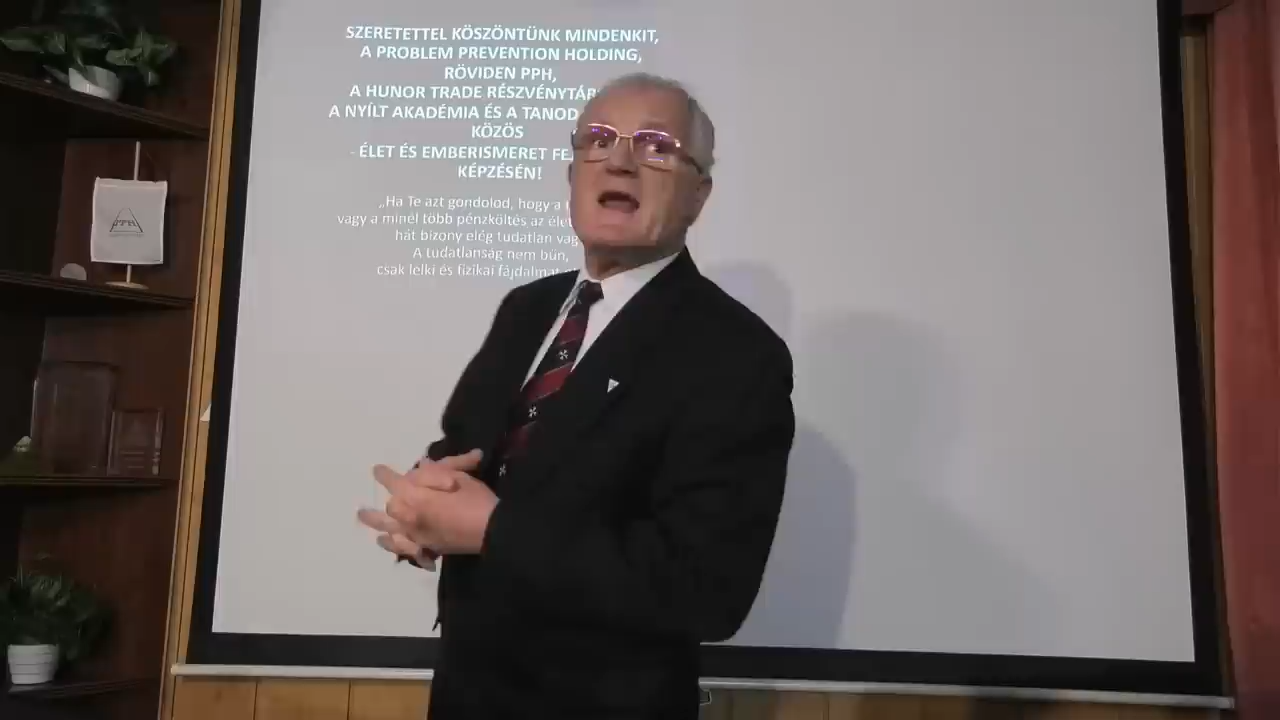 SZERETETTEL KÖSZÖNTÜNK MINDENKIT,
A PROBLEM PREVENTION HOLDING,
RÖVIDEN PPH,
A HUNOR TRADE RÉSZVÉNYTÁR
A NYÍLT AKADÉMIA ÉS A TANOD
KÖZÖS
- ÉLET ÉS EMBERISMERET FE
KÉPZÉSÉN!
„Ha Te azt gondolod, hogy a
vagy a minél több pénzköltés az éle
hát bizony elég tudatlan vag
A tudatlanság nem bűn,
csak lelki és fizikai fájdalmat
PPH